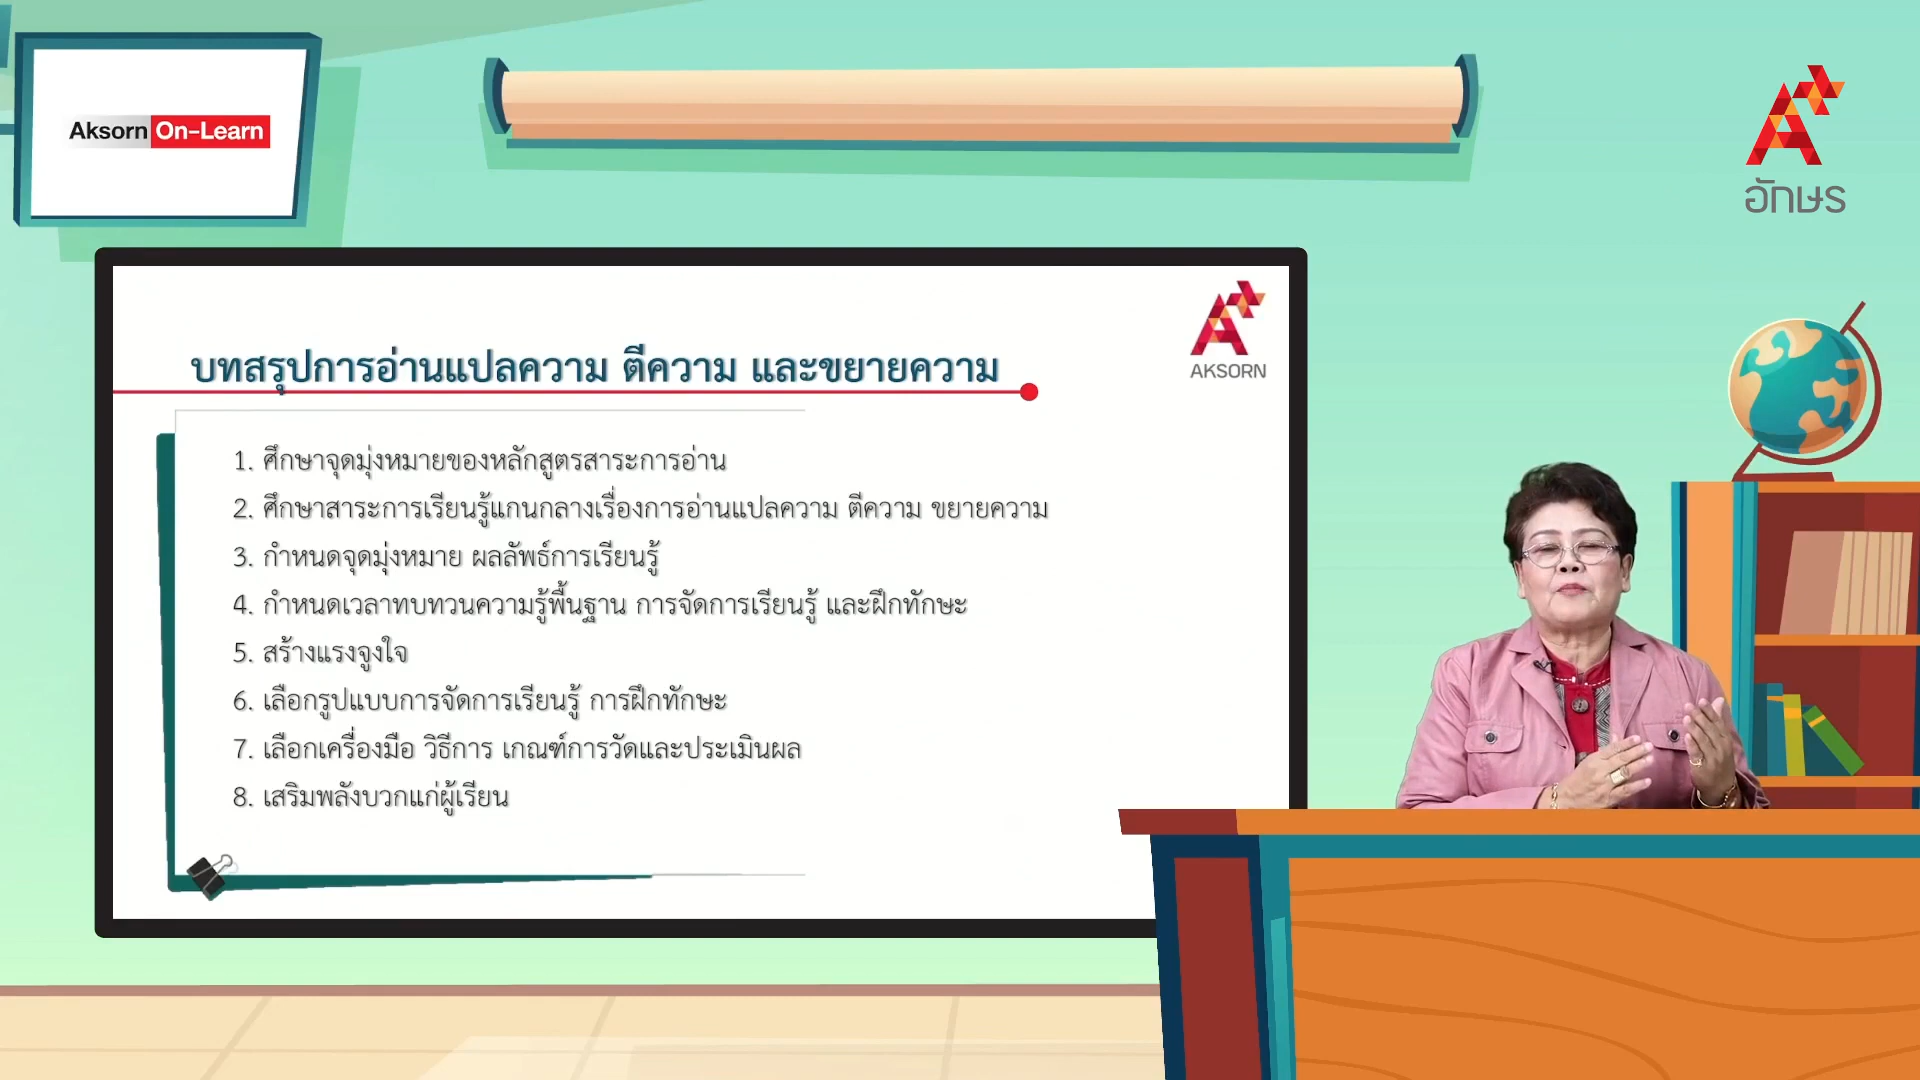 Aksorn On-Learn
อักษร
AKSORN
บทสรุปการอ่านแปลความ ตีความ และขยายความ
1. ศึกษาจุดมุ่งหมายของหลักสูตรสาระการอ่าน
2. ศึกษาสาระการเรียนรู้แกนกลางเรื่องการอ่านแปลความ ตีความ ขยายความ
3. กำหนดจุดมุ่งหมาย ผลลัพธ์การเรียนรู้
4. กำหนดเวลาทบทวนความรู้พื้นฐาน การจัดการเรียนรู้ และฝึกทักษะ
5. สร้างแรงจูงใจ
6. เลือกรูปแบบการจัดการเรียนรู้ การฝึกทักษะ
7. เลือกเครื่องมือ วิธีการ เกณฑ์การวัดและประเมินผล
8. เสริมพลังบวกแก่ผู้เรียน